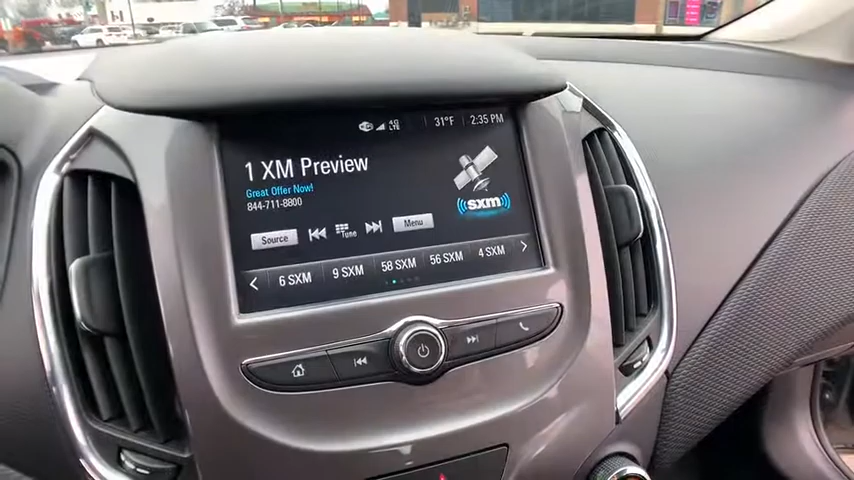 4G LTE 31°F 2:35 PM
1 XM Preview
Great Offer Now!
844-711-8800
sxm
Source Tune Menu
6 SXM 9 SXM 58 SXM 56 SXM 4 SXM